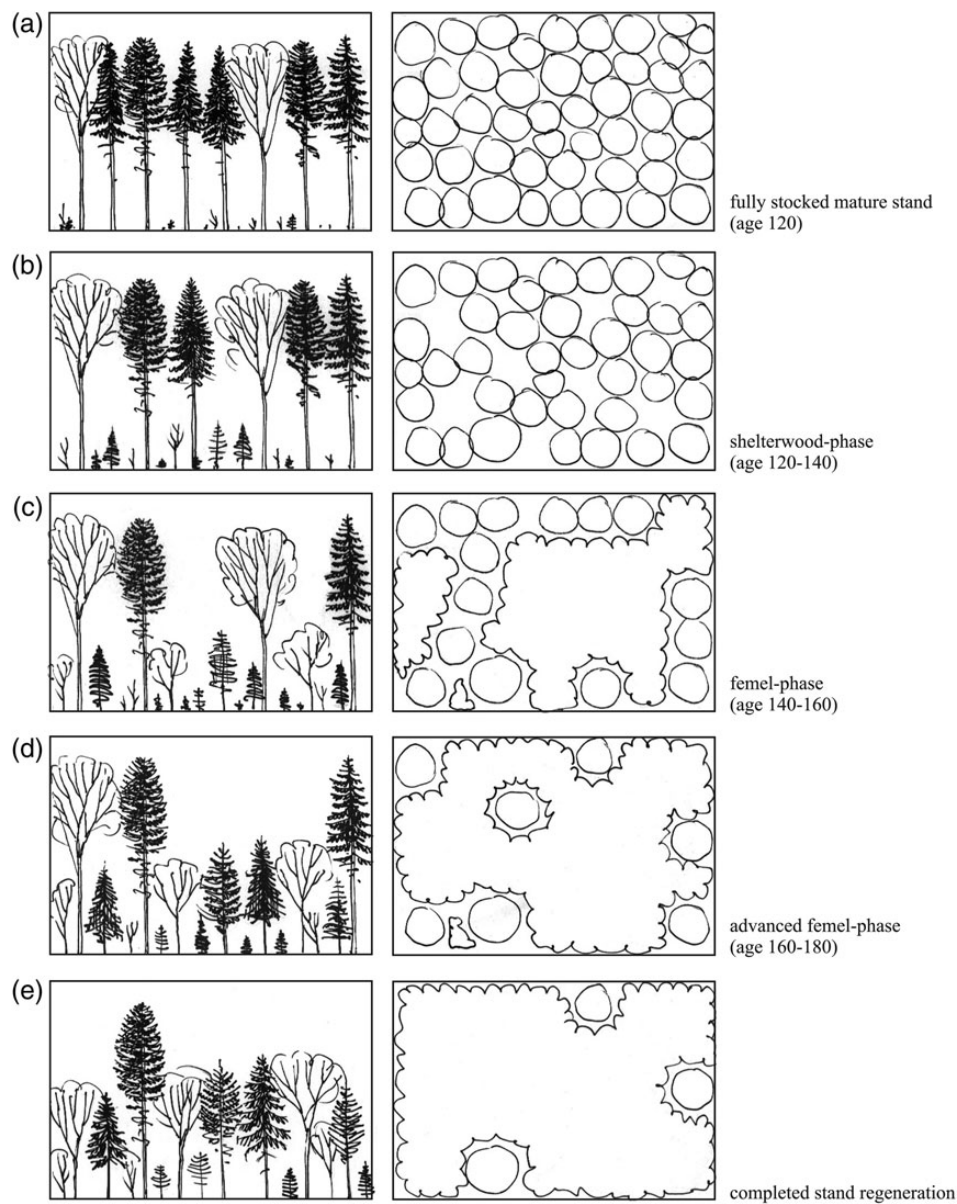 (a)
fully stocked mature stand
(age 120)
(b)
shelterwood-phase
(age 120-140)
(c)
femel-phase
(age 140-160)
(d)
advanced femel-phase
(age 160-180)
(e)
completed stand regeneration